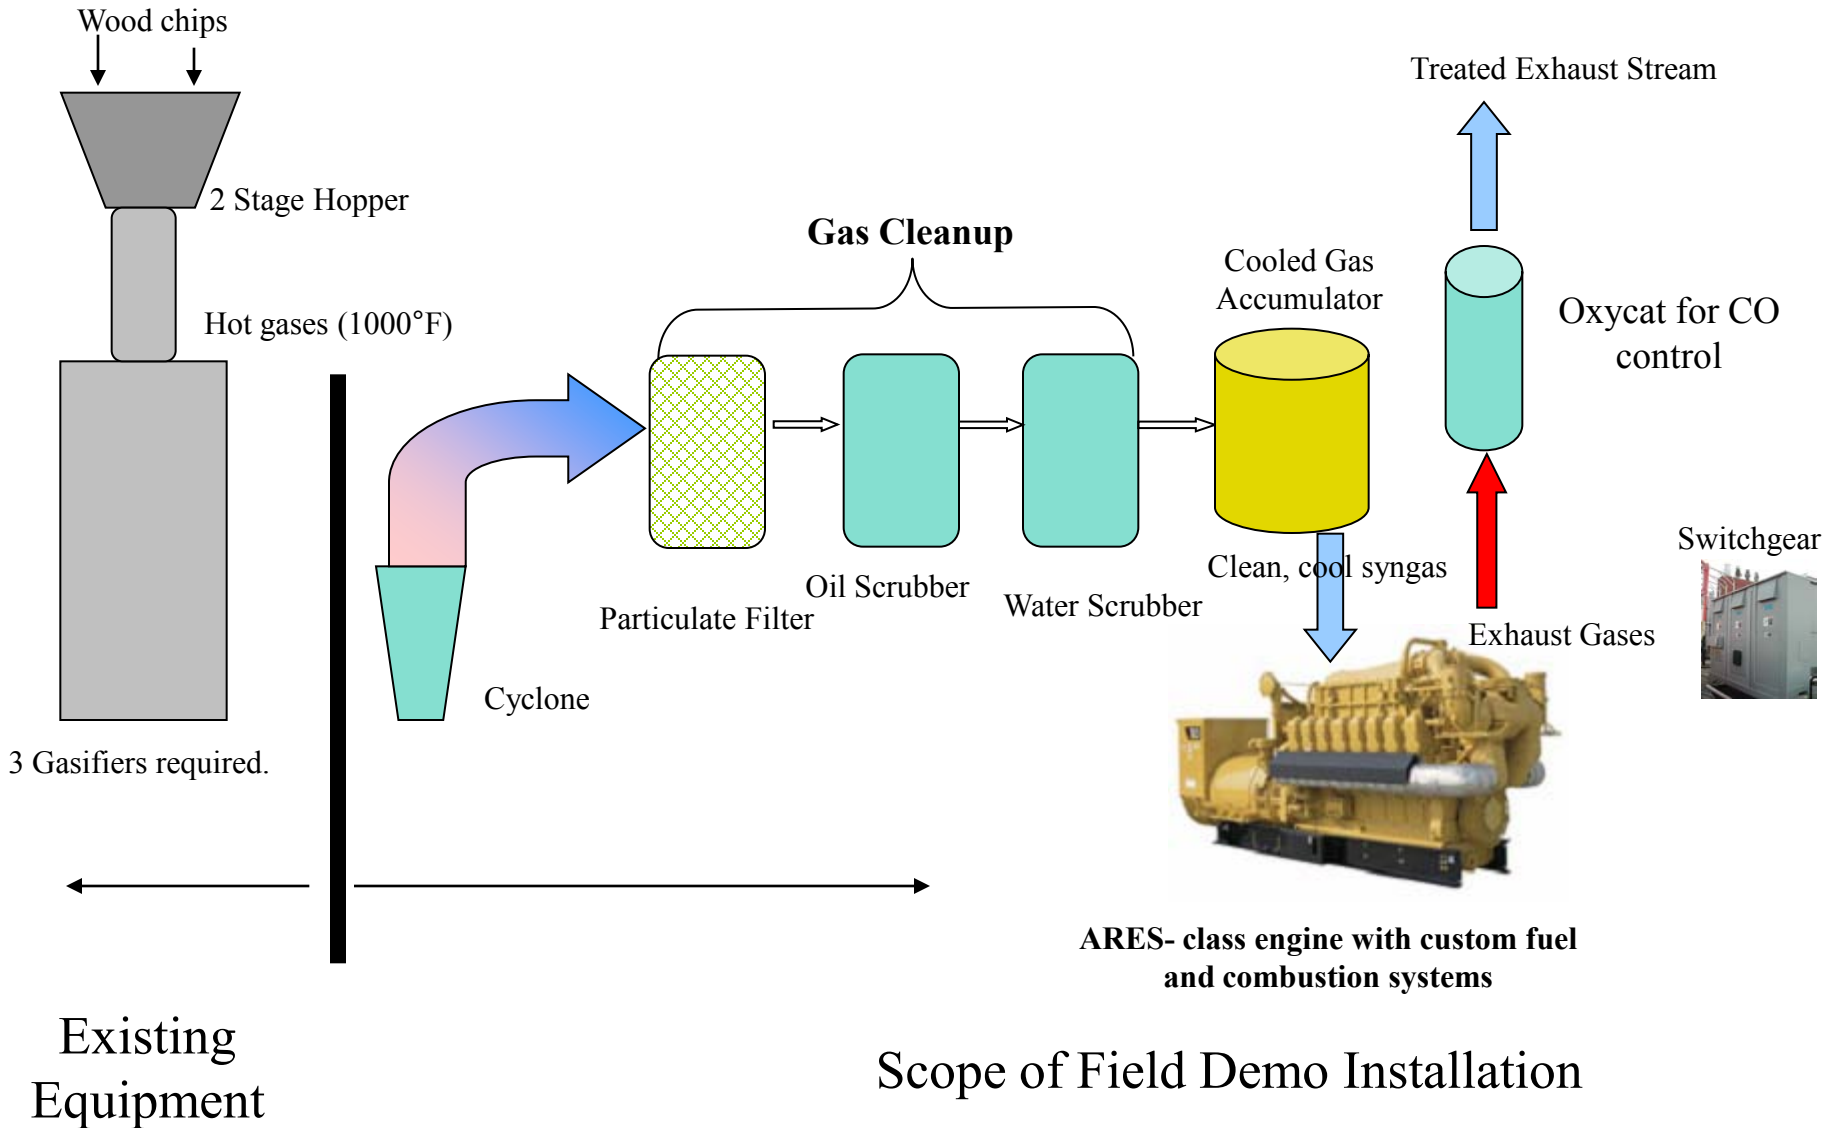 Wood chips
2 Stage Hopper
Hot gases (1000°F)
3 Gasifiers required.
Gas Cleanup
Cyclone
Particulate Filter
Oil Scrubber
Water Scrubber
Cooled Gas
Accumulator
Clean, cool syngas
Treated Exhaust Stream
Oxycat for CO
control
Exhaust Gases
Switchgear
ARES- class engine with custom fuel
and combustion systems
Existing
Equipment
Scope of Field Demo Installation